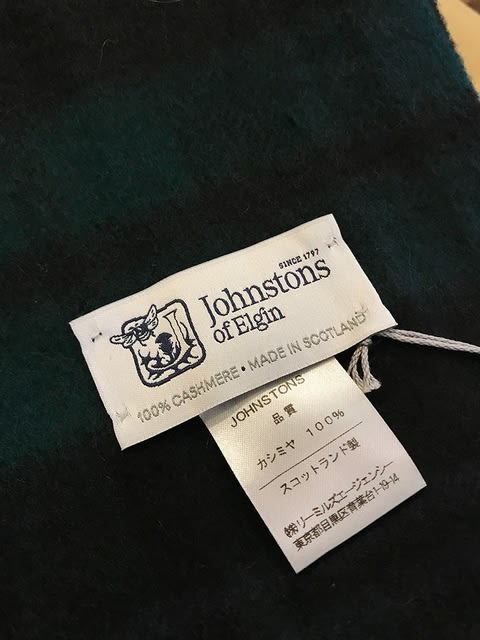 SINCE 1797
Johnstons
of Elgin
100% CASHMERE • MADE IN SCOTLAND
JOHNSTONS
品質
カシミヤ 100%
スコットランド製
㈱リーミルズエージェンシー
東京都目黒区青葉台1-19-14